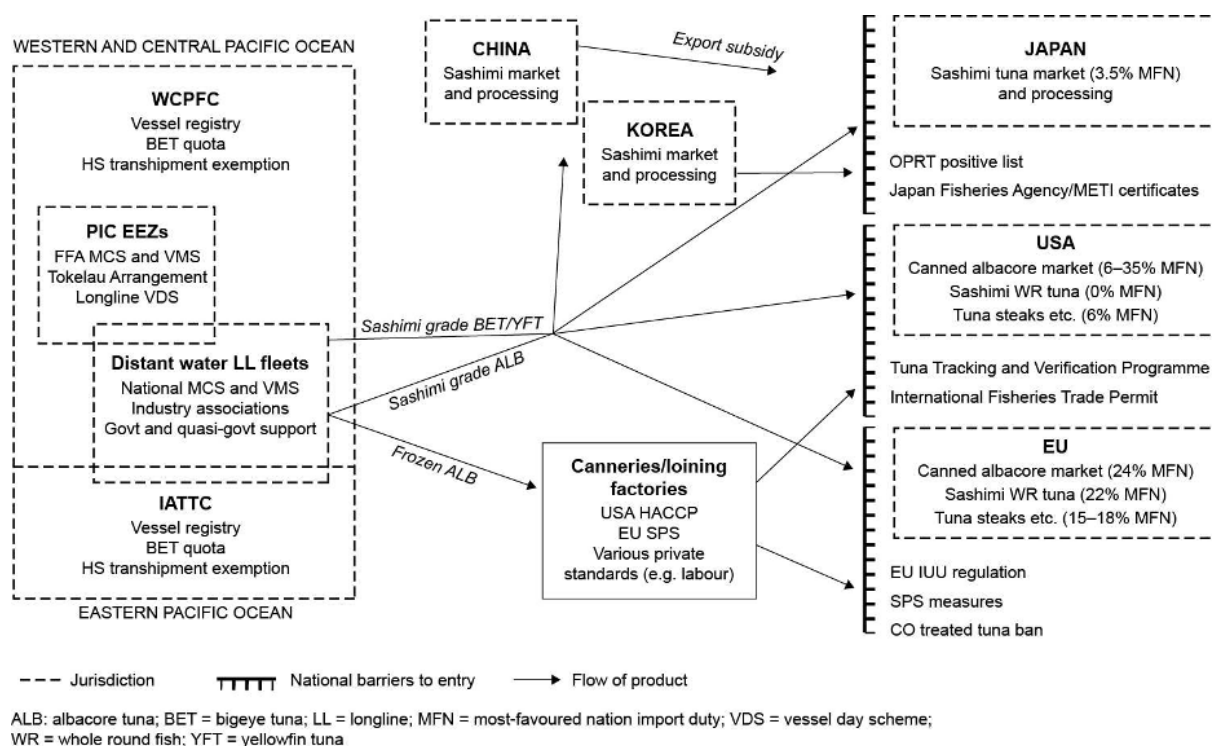 WESTERN AND CENTRAL PACIFIC OCEAN
WCPFC
Vessel registry
BET quota
HS transhipment exemption
PIC EEZs
FFA MCS and VMS
Tokelau Arrangement
Longline VDS
Distant water LL fleets
National MCS and VMS
Industry associations
Govt and quasi-govt support
IATTC
Vessel registry
BET quota
HS transhipment exemption
EASTERN PACIFIC OCEAN
CHINA
Sashimi market
and processing
Export subsidy
KOREA
Sashimi market
and processing
Sashimi grade BET/YFT
Sashimi grade ALB
Frozen ALB
Canneries/loining
factories
USA HACCP
EU SPS
Various private
standards (e.g. labour)
JAPAN
Sashimi tuna market (3.5% MFN)
and processing
OPRT positive list
Japan Fisheries Agency/METI certificates
USA
Canned albacore market (6–35% MFN)
Sashimi WR tuna (0% MFN)
Tuna steaks etc. (6% MFN)
Tuna Tracking and Verification Programme
International Fisheries Trade Permit
EU
Canned albacore market (24% MFN)
Sashimi WR tuna (22% MFN)
Tuna steaks etc. (15–18% MFN)
EU IUU regulation
SPS measures
CO treated tuna ban
Jurisdiction
National barriers to entry
Flow of product
ALB: albacore tuna; BET = bigeye tuna; LL = longline; MFN = most-favoured nation import duty; VDS = vessel day scheme;
WR = whole round fish; YFT = yellowfin tuna